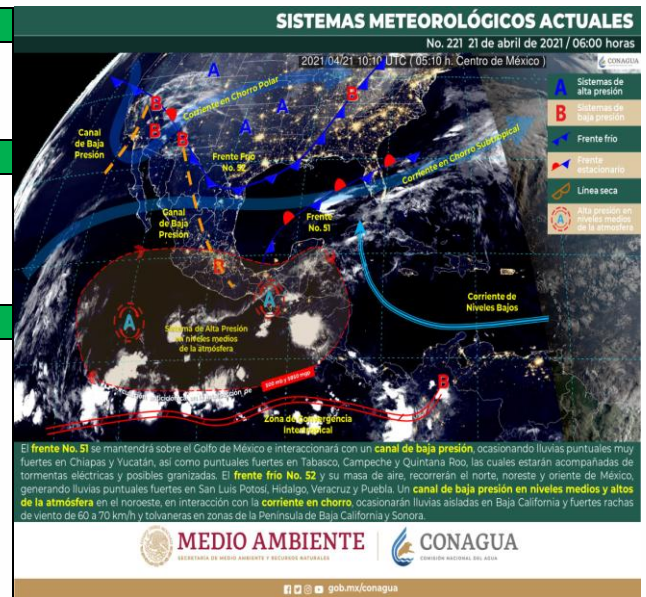 SISTEMAS METEOROLÓGICOS ACTUALES
No. 221 21 de abril de 2021 / 06:00 horas
2021/04/21 10:10 UTC ( 05:10 h. Centro de México )
CONAGUA
A Sistemas de
alta presión
B Sistemas de
baja presión
Frente frío
Frente
estacionario
Línea seca
A Alta presión en
niveles medios
de la atmósfera
A
A
A
A
B
B
B
B
Corriente en Chorro Polar
Canal
de Baja
Presión
Frente Frío
No. 52
Corriente en Chorro Subtropical
Canal
de Baja
Presión
Frente
No. 51
B
A
A
Sistema de Alta Presión
en niveles medios
de la atmósfera
Corriente de
Niveles Bajos
B
Zona de Convergencia
Intertropical
El frente No. 51 se mantendrá sobre el Golfo de México e interaccionará con un canal de baja presión, ocasionando lluvias puntuales muy
fuertes en Chiapas y Yucatán, así como puntuales fuertes en Tabasco, Campeche y Quintana Roo, las cuales estarán acompañadas de
tormentas eléctricas y posibles granizadas. El frente frío No. 52 y su masa de aire, recorrerán el norte, noreste y oriente de México,
generando lluvias puntuales fuertes en San Luis Potosí, Hidalgo, Veracruz y Puebla. Un canal de baja presión en niveles medios y altos
de la atmósfera en el noroeste, en interacción con la corriente en chorro, ocasionarán lluvias aisladas en Baja California y fuertes rachas
de viento de 60 a 70 km/h y tolvaneras en zonas de la Península de Baja California y Sonora.
MEDIO AMBIENTE
SECRETARÍA DE MEDIO AMBIENTE Y RECURSOS NATURALES
CONAGUA
COMISIÓN NACIONAL DEL AGUA
gob.mx/conagua